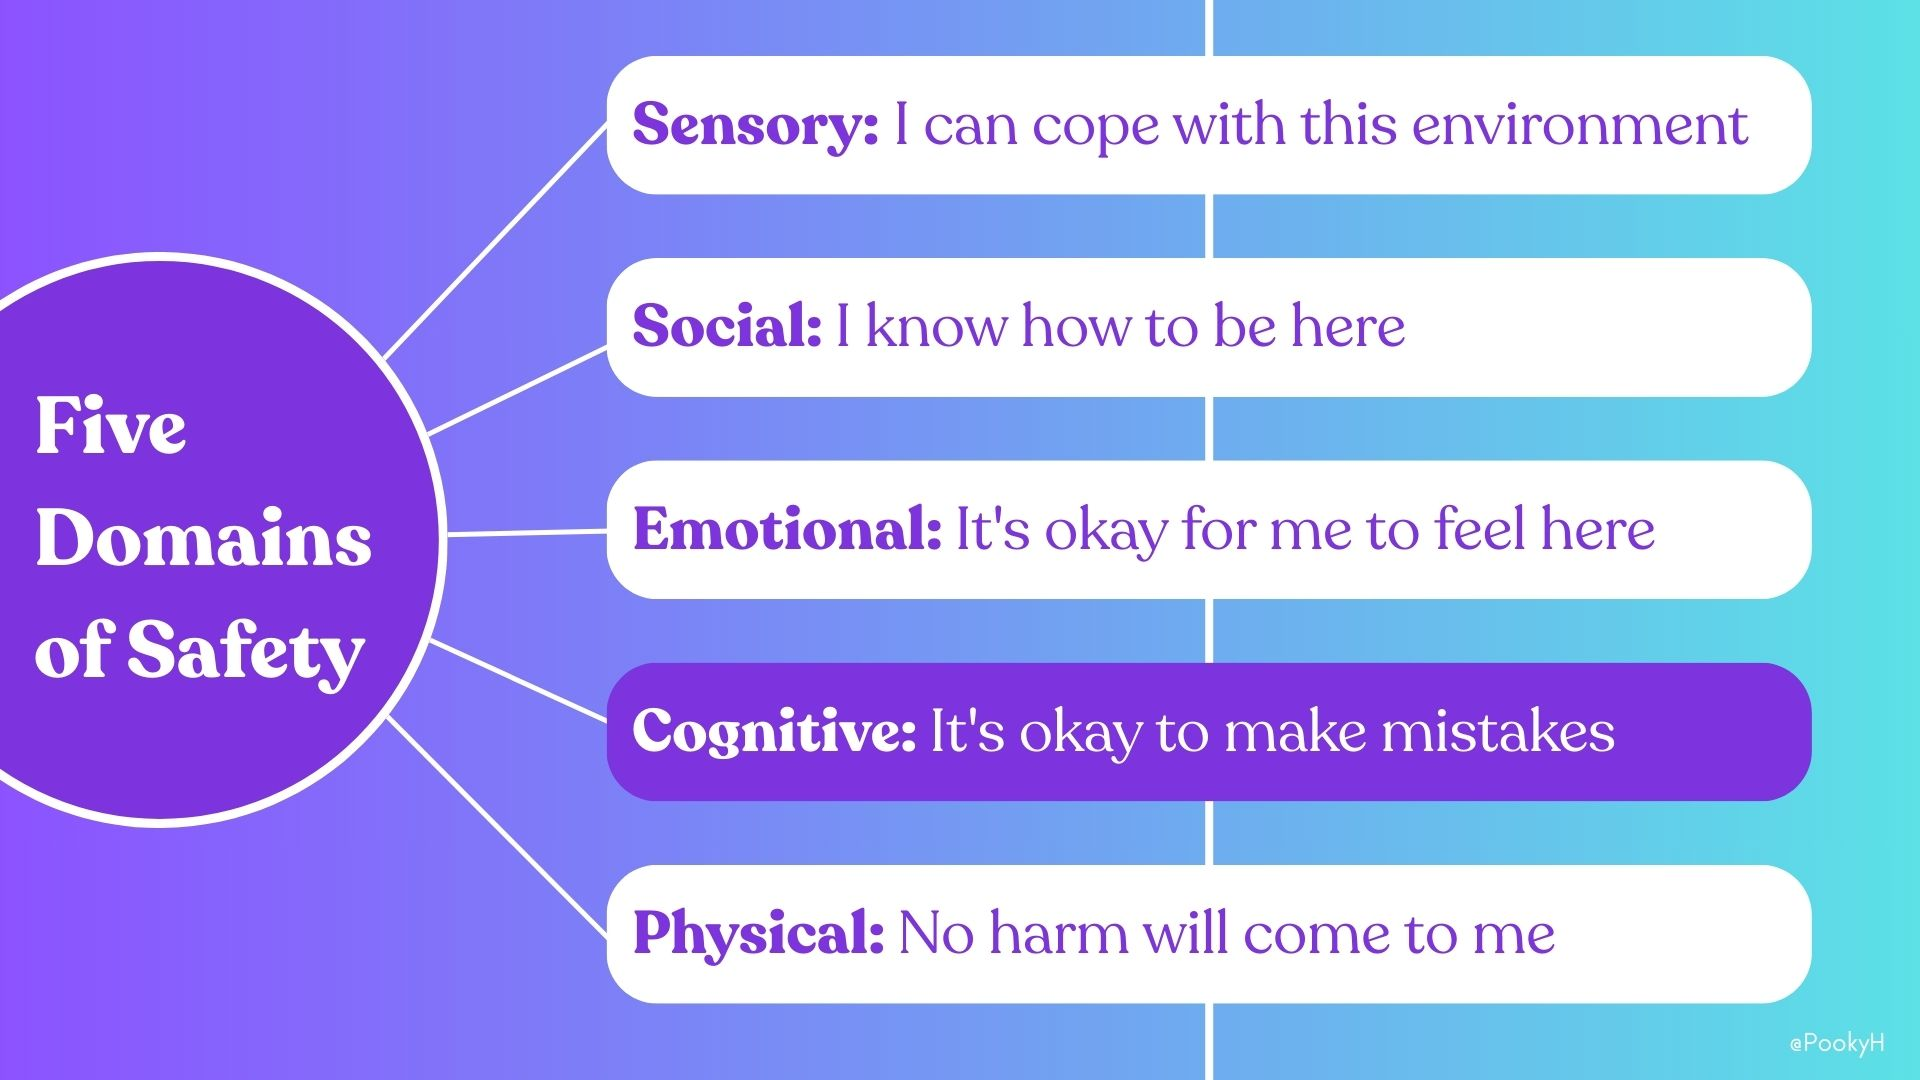 Five
Domains
of Safety
Sensory: I can cope with this environment
Social: I know how to be here
Emotional: It's okay for me to feel here
Cognitive: It's okay to make mistakes
Physical: No harm will come to me
@PookyH